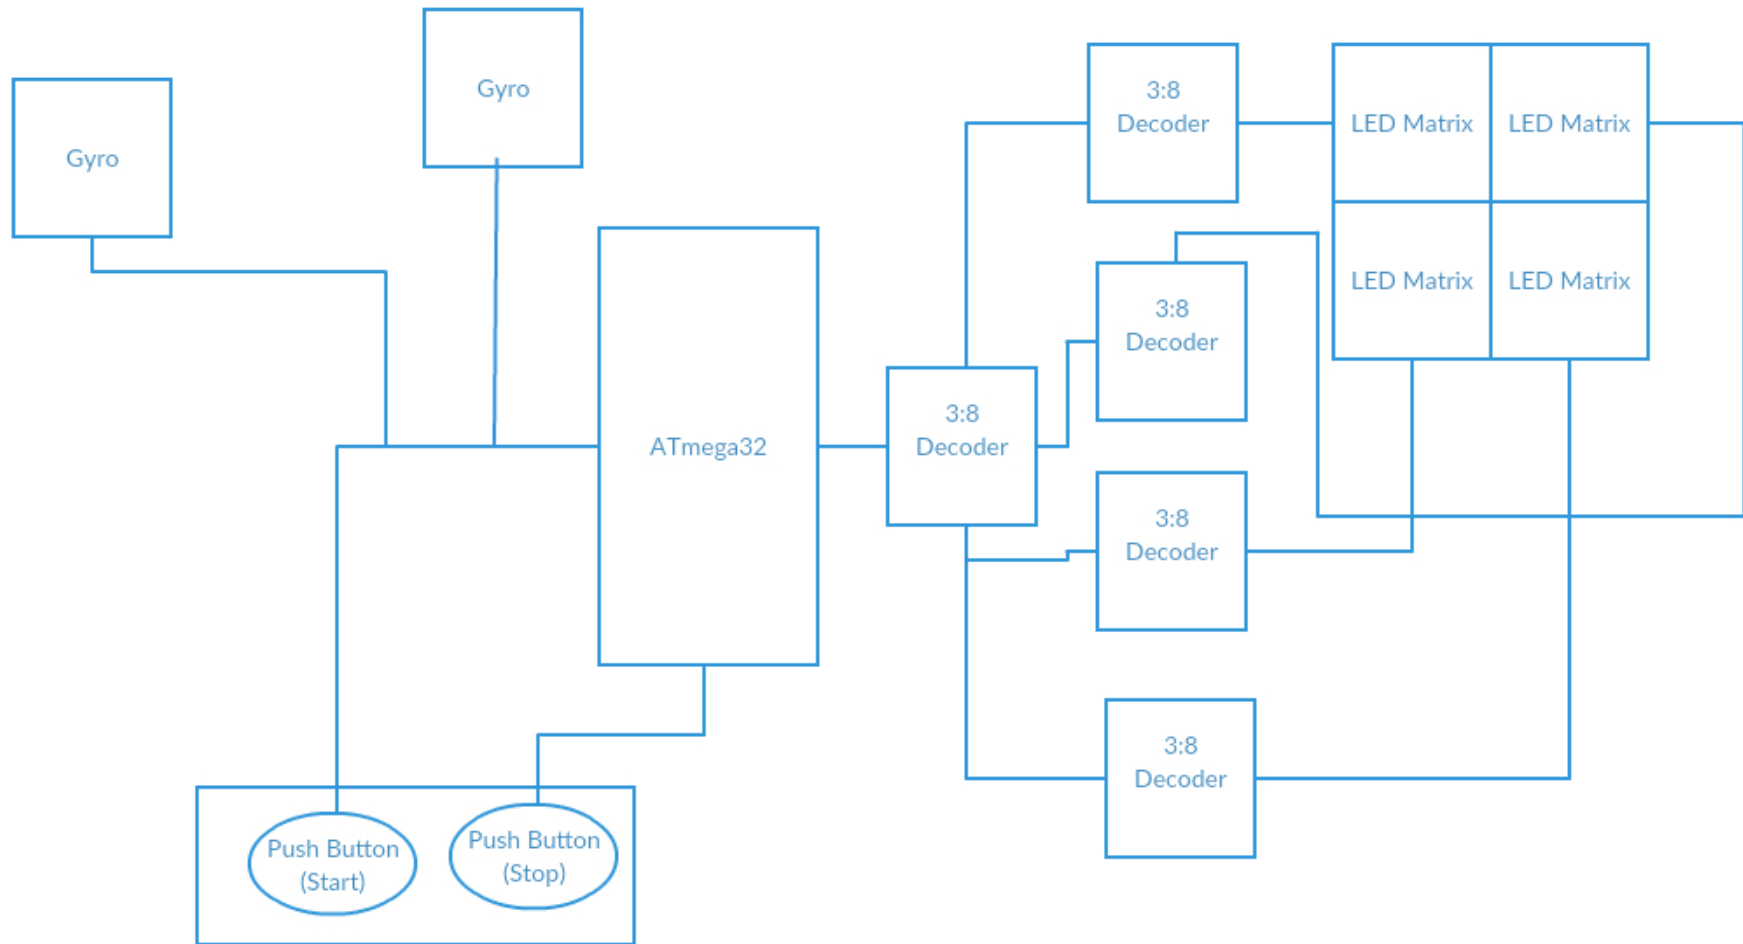 Gyro
Gyro
3:8
Decoder
LED Matrix
LED Matrix
LED Matrix
LED Matrix
3:8
Decoder
ATmega32
3:8
Decoder
3:8
Decoder
3:8
Decoder
Push Button
(Start)
Push Button
(Stop)